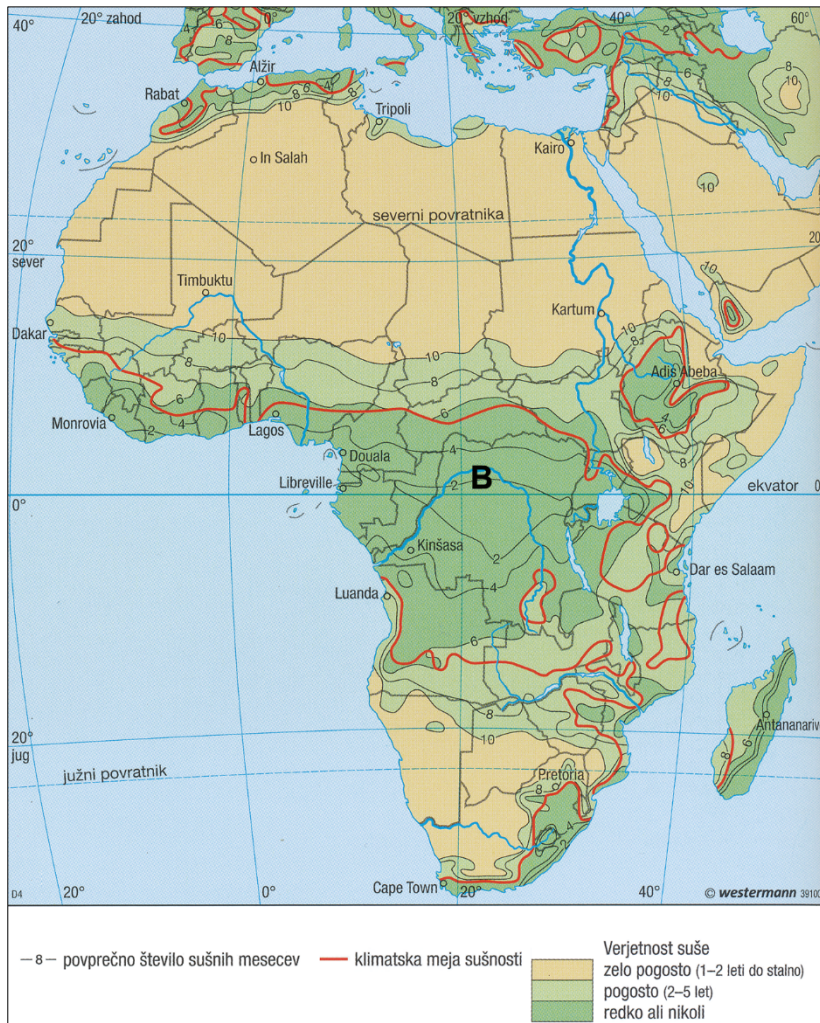 40°
20° zahod
0°
20° vzhod
40°
60°
Alžir
Rabat
Tripoli
Kairo
In Salah
severni povratnika
20°
sever
20
Timbuktu
Kartum
Dakar
Adis Abeba
Monrovia
Lagos
Douala
Libreville
B
ekvator
0°
Kinšasa
Dar es Salaam
Luanda
Antananariv
20°
jug
južni povratnik
Pretoria
Cape Town
D4
20°
0°
20°
40°
© westermann
—8— povprečno število sušnih mesecev
klimatska meja sušnosti
Verjetnost suše
zelo pogosto (1–2 leti do stalno)
pogosto (2–5 let)
redko ali nikoli